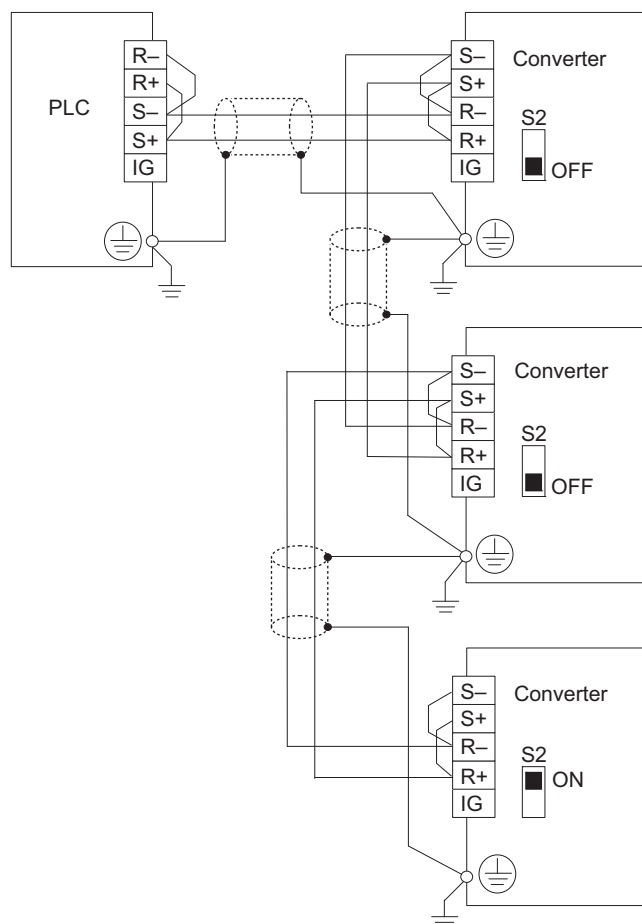 PLC
R–
R+
S–
S+
IG
S–
S+
R–
R+
IG
Converter
S2
OFF
S–
S+
R–
R+
IG
Converter
S2
OFF
S–
S+
R–
R+
IG
Converter
S2
ON